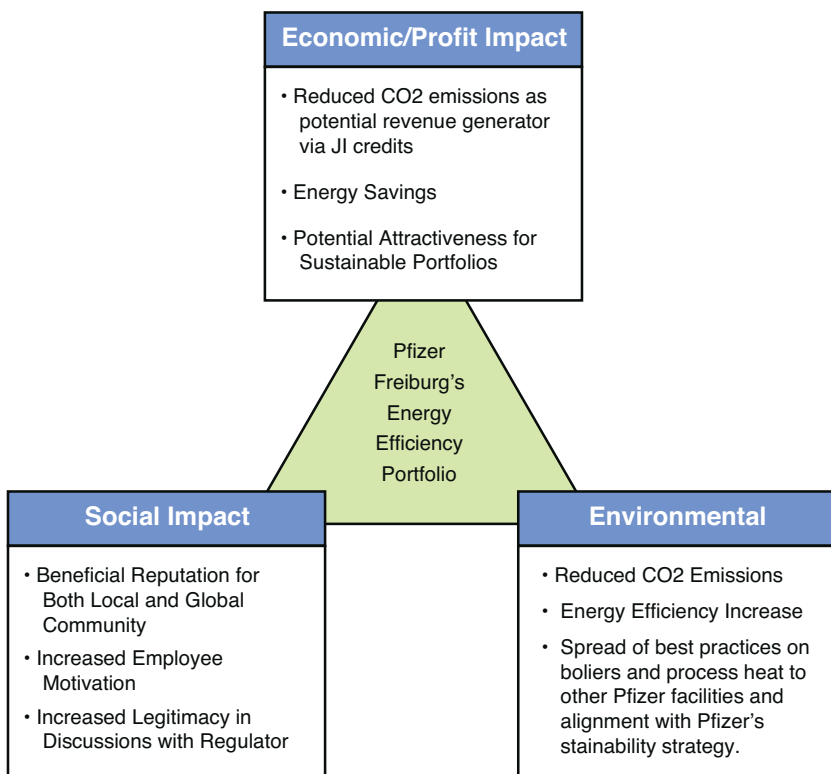 Economic/Profit Impact
• Reduced CO2 emissions as
potential revenue generator
via JI credits
• Energy Savings
• Potential Attractiveness for
Sustainable Portfolios
Pfizer
Freiburg's
Energy
Efficiency
Portfolio
Social Impact
• Beneficial Reputation for
Both Local and Global
Community
• Increased Employee
Motivation
• Increased Legitimacy in
Discussions with Regulator
Environmental
• Reduced CO2 Emissions
• Energy Efficiency Increase
• Spread of best practices on
boliers and process heat to
other Pfizer facilities and
alignment with Pfizer's
stainability strategy.